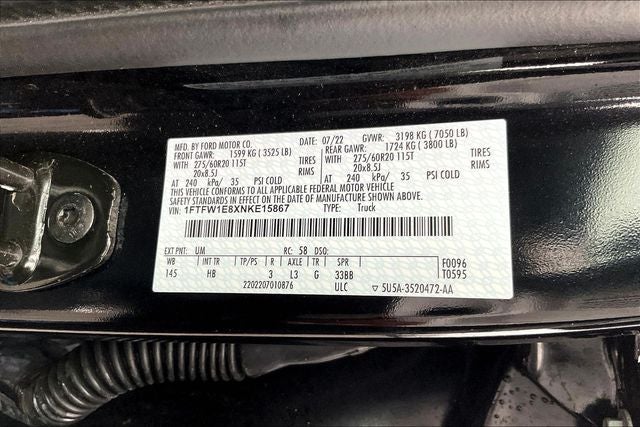 MFD. BY FORD MOTOR CO. DATE: 07/22 GVWR: 3198 KG ( 7050 LB)
FRONT GAWR: 1599 KG ( 3525 LB) REAR GAWR: 1724 KG ( 3800 LB)
WITH 275/60R20 115T TIRES WITH 275/60R20 115T TIRES
20x8.5J RIMS 20x8.5J RIMS
AT 240 kPa/ 35 PSI COLD AT 240 kPa/ 35 PSI COLD
THIS VEHICLE CONFORMS TO ALL APPLICABLE FEDERAL MOTOR VEHICLE
SAFETY STANDARDS IN EFFECT ON THE DATE OF MANUFACTURE SHOWN ABOVE.
VIN: 1FTFW1E8XNKE15867 TYPE: Truck
EXT PNT: UM RC: 58 DSO: F0096
WB INT TR TP/PS R AXLE TR SPR T0595
145 HB 3 L3 G 33BB
2202207010876 ULC ▽ 5U5A-3520472-AA